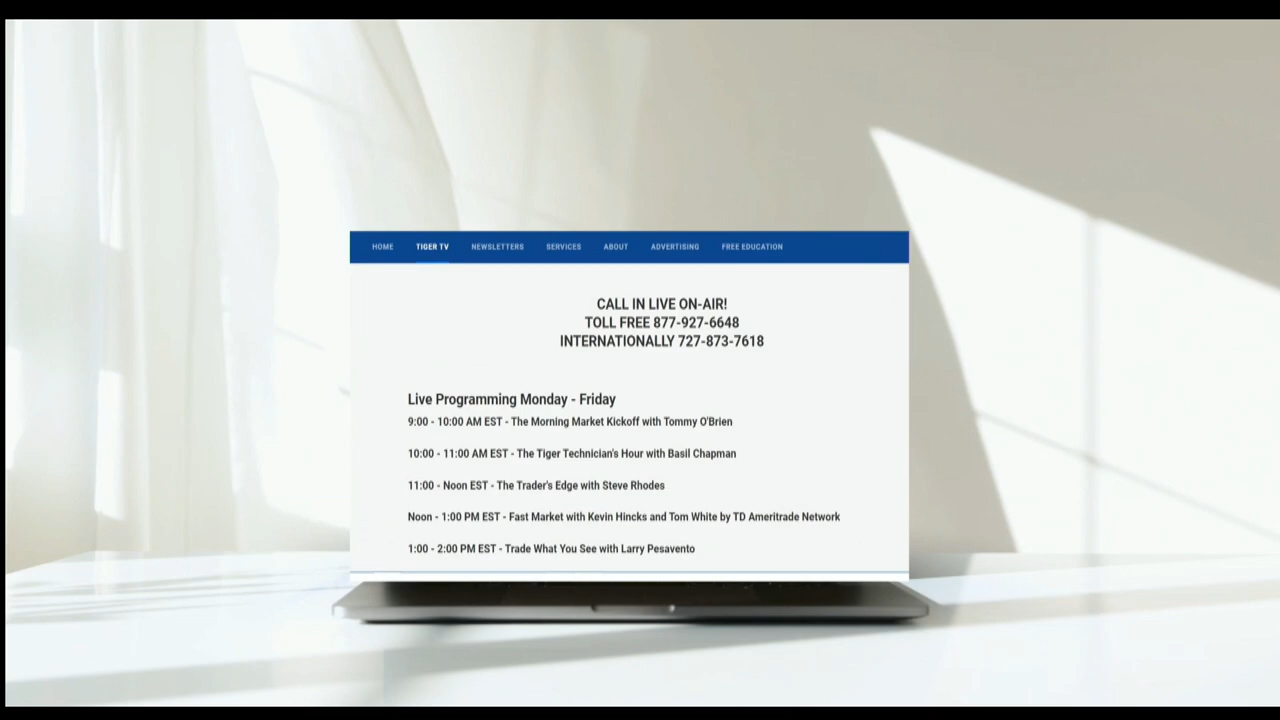 HOME TIGER TV NEWSLETTERS SERVICES ABOUT ADVERTISING FREE EDUCATION
CALL IN LIVE ON-AIR!
TOLL FREE 877-927-6648
INTERNATIONALLY 727-873-7618
Live Programming Monday - Friday
9:00 - 10:00 AM EST - The Morning Market Kickoff with Tommy O'Brien
10:00 - 11:00 AM EST - The Tiger Technician's Hour with Basil Chapman
11:00 - Noon EST - The Trader's Edge with Steve Rhodes
Noon - 1:00 PM EST - Fast Market with Kevin Hincks and Tom White by TD Ameritrade Network
1:00 - 2:00 PM EST - Trade What You See with Larry Pesavento